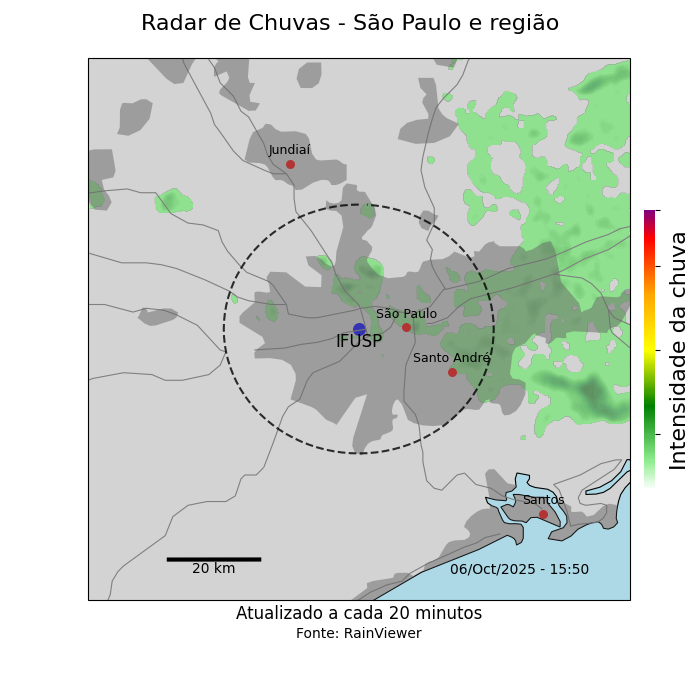 Radar de Chuvas - São Paulo e região
Jundiaí
São Paulo
IFUSP
Santo André
Santos
20 km
06/Oct/2025 - 15:50
Intensidade da chuva
Atualizado a cada 20 minutos
Fonte: RainViewer